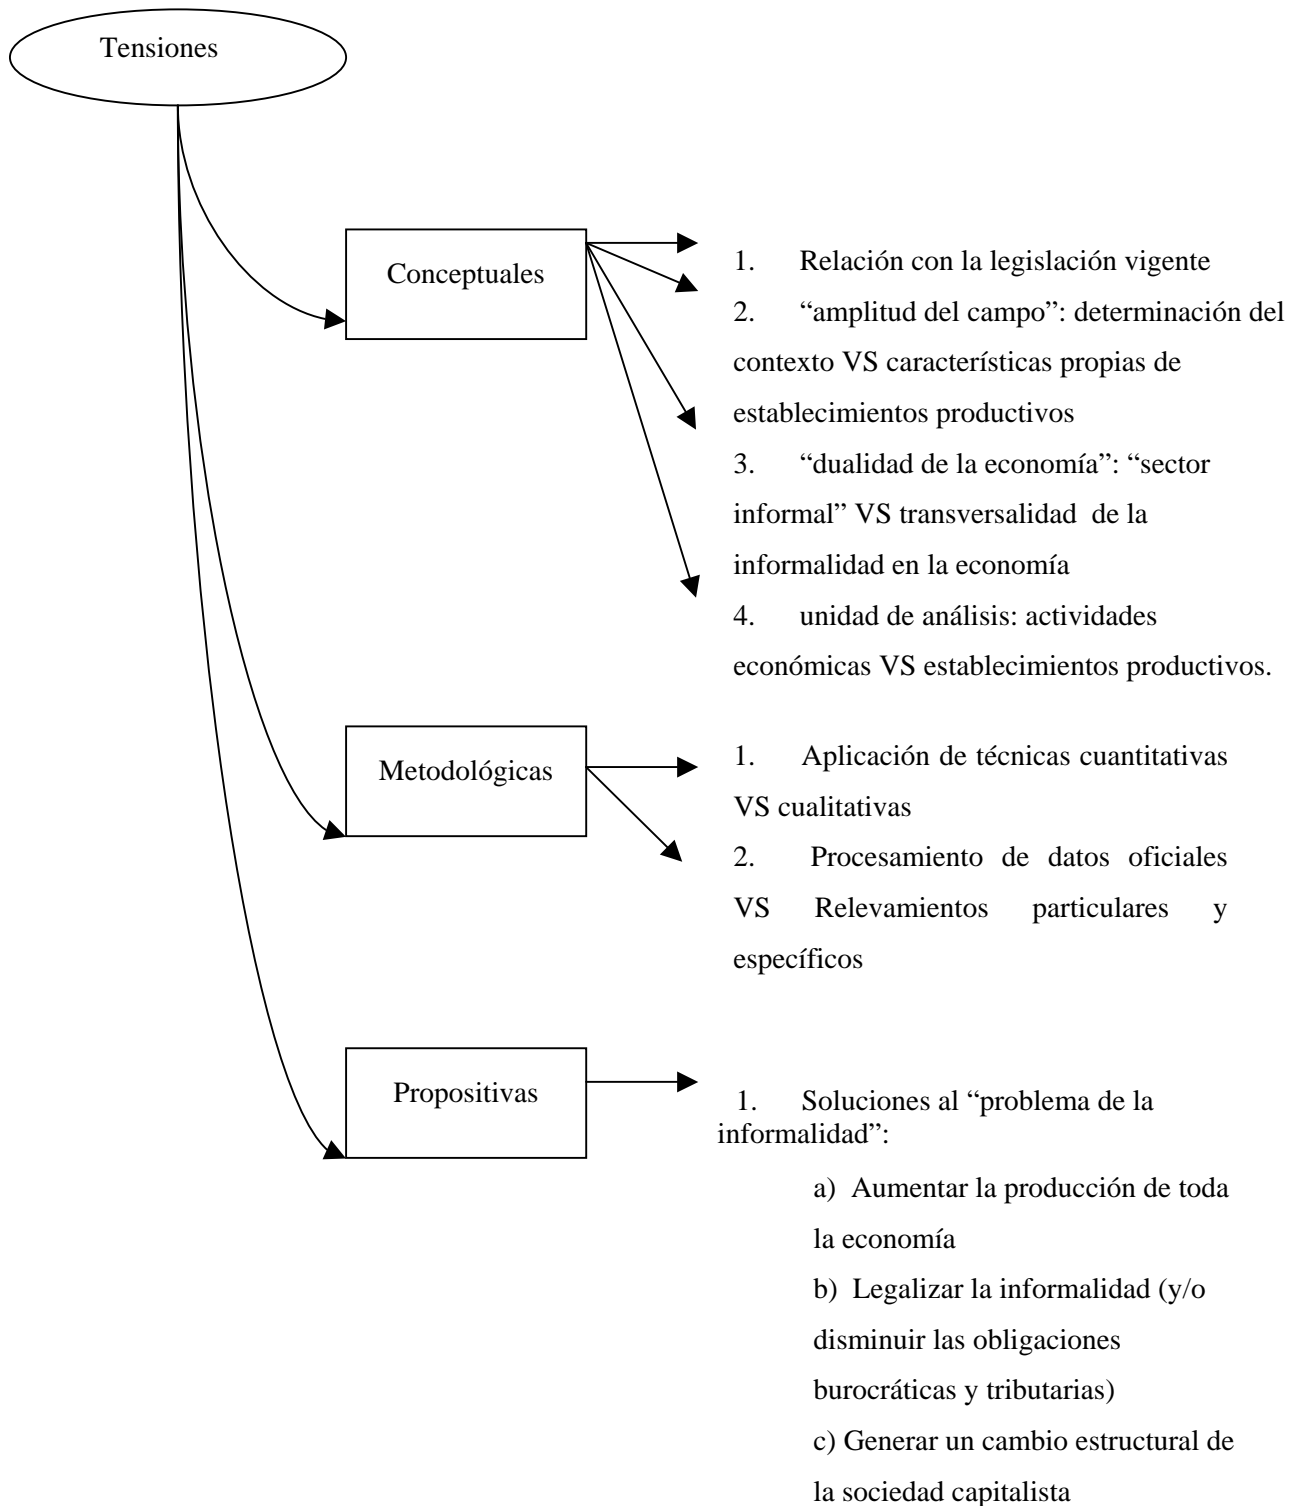 Tensiones
Conceptuales
1. Relación con la legislación vigente
2. “amplitud del campo”: determinación del
contexto VS características propias de
establecimientos productivos
3. “dualidad de la economía”: “sector
informal” VS transversalidad de la
informalidad en la economía
4. unidad de análisis: actividades
económicas VS establecimientos productivos.
Metodológicas
1. Aplicación de técnicas cuantitativas
VS cualitativas
2. Procesamiento de datos oficiales
VS Relevamientos particulares y
específicos
Propositivas
1. Soluciones al “problema de la
informalidad”:
a) Aumentar la producción de toda
la economía
b) Legalizar la informalidad (y/o
disminuir las obligaciones
burocráticas y tributarias)
c) Generar un cambio estructural de
la sociedad capitalista